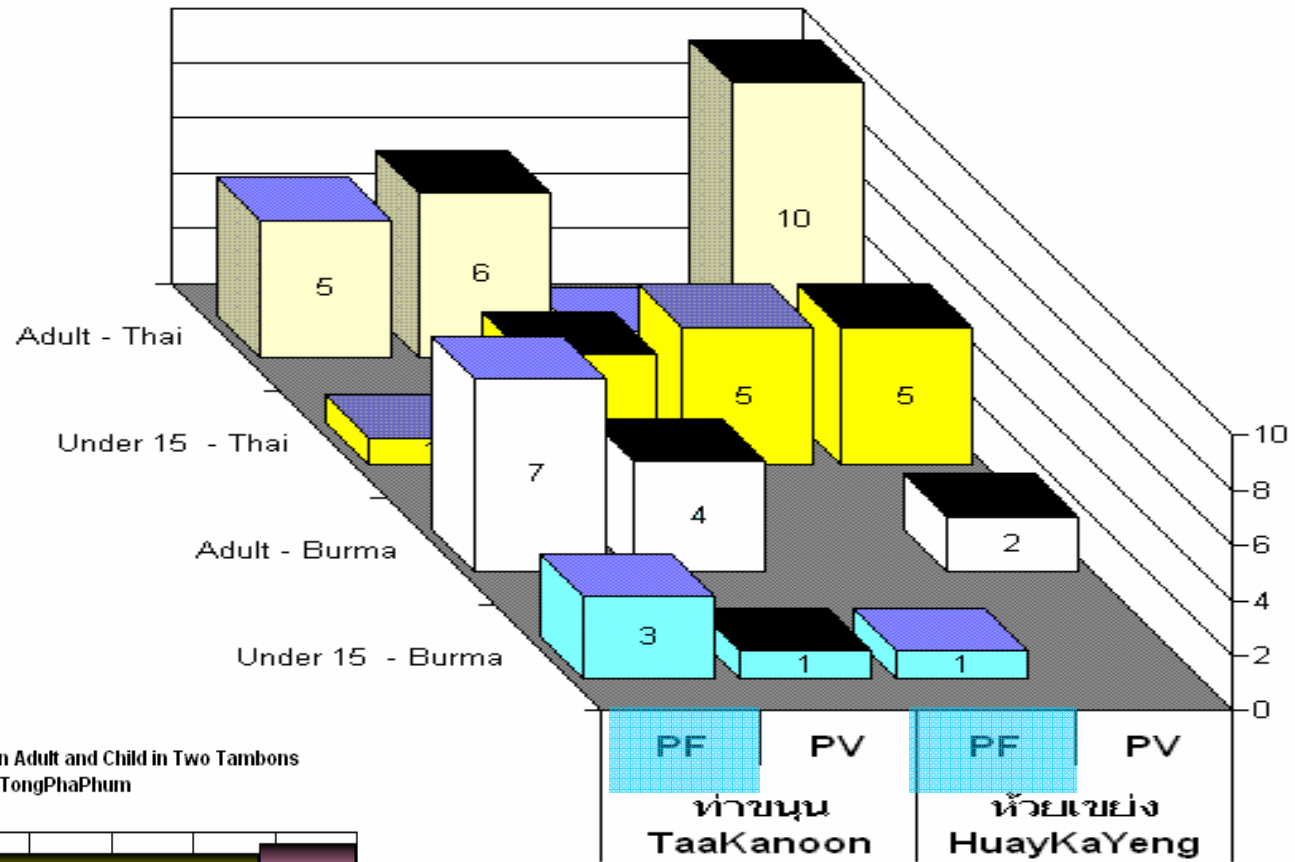 10
5
6
Adult - Thai
5
5
Under 15 - Thai
10
7
4
8
Adult - Burma
2
6
3
4
Under 15 - Burma
1
1
2
0
PF PV PF PV
n Adult and Child in Two Tambons
TongPhaPhum
ท่าขนุน ห้วยเขย่ง
TaaKanoon HuayKaYeng